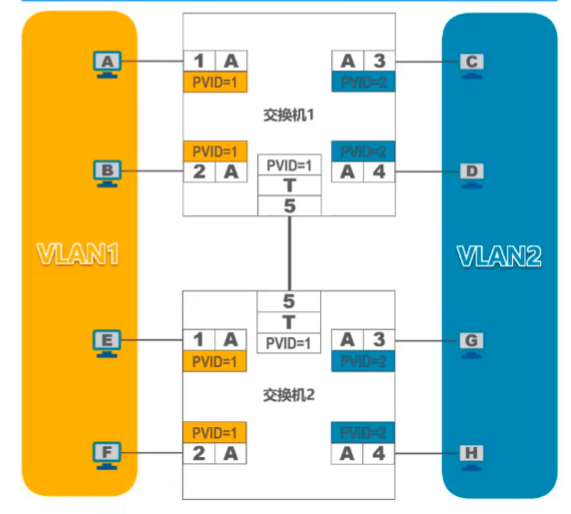 A 1 A A 3 C
PVID=1 PVID=2
交换机1
PVID=1 PVID=1 PVID=2
B 2 A T A 4 D
5
VLAN1 VLAN2
5
T
E 1 A PVID=1 A 3 G
PVID=1 PVID=2
交换机2
PVID=1 PVID=2
F 2 A A 4 H